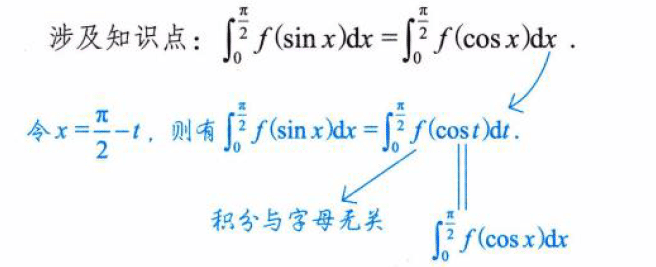 涉及知识点：∫₀^{π/2} f(sin x)dx = ∫₀^{π/2} f(cos x)dx .
令 x = π/2 − t，则有 ∫₀^{π/2} f(sin x)dx = ∫₀^{π/2} f(cos t)dt .
积分与字母无关
∫₀^{π/2} f(cos x)dx